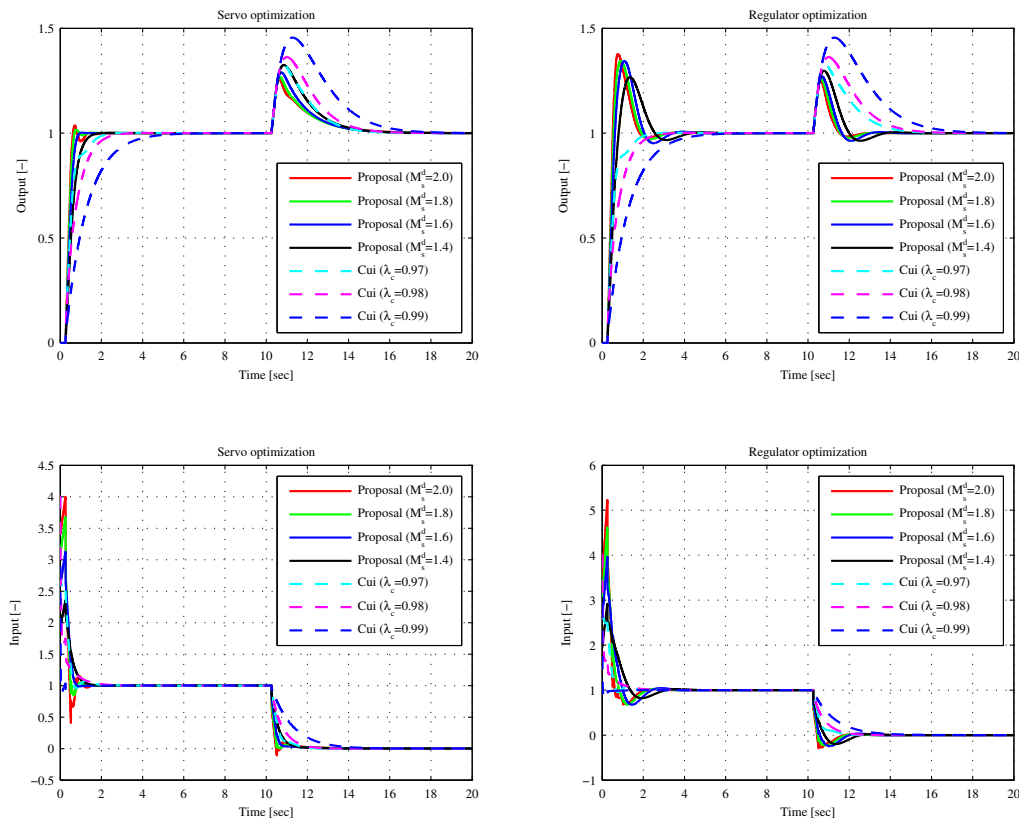 Servo optimization
1.5
1
0.5
0
Output [−]
0 2 4 6 8 10 12 14 16 18 20
Time [sec]
Proposal (M_s^d=2.0)
Proposal (M_s^d=1.8)
Proposal (M_s^d=1.6)
Proposal (M_s^d=1.4)
Cui (λ_c=0.97)
Cui (λ_c=0.98)
Cui (λ_c=0.99)
Regulator optimization
1.5
1
0.5
0
Output [−]
0 2 4 6 8 10 12 14 16 18 20
Time [sec]
Proposal (M_s^d=2.0)
Proposal (M_s^d=1.8)
Proposal (M_s^d=1.6)
Proposal (M_s^d=1.4)
Cui (λ_c=0.97)
Cui (λ_c=0.98)
Cui (λ_c=0.99)
Servo optimization
4.5
4
3.5
3
2.5
2
1.5
1
0.5
0
−0.5
Input [−]
0 2 4 6 8 10 12 14 16 18 20
Time [sec]
Proposal (M_s^d=2.0)
Proposal (M_s^d=1.8)
Proposal (M_s^d=1.6)
Proposal (M_s^d=1.4)
Cui (λ_c=0.97)
Cui (λ_c=0.98)
Cui (λ_c=0.99)
Regulator optimization
6
5
4
3
2
1
0
−1
Input [−]
0 2 4 6 8 10 12 14 16 18 20
Time [sec]
Proposal (M_s^d=2.0)
Proposal (M_s^d=1.8)
Proposal (M_s^d=1.6)
Proposal (M_s^d=1.4)
Cui (λ_c=0.97)
Cui (λ_c=0.98)
Cui (λ_c=0.99)